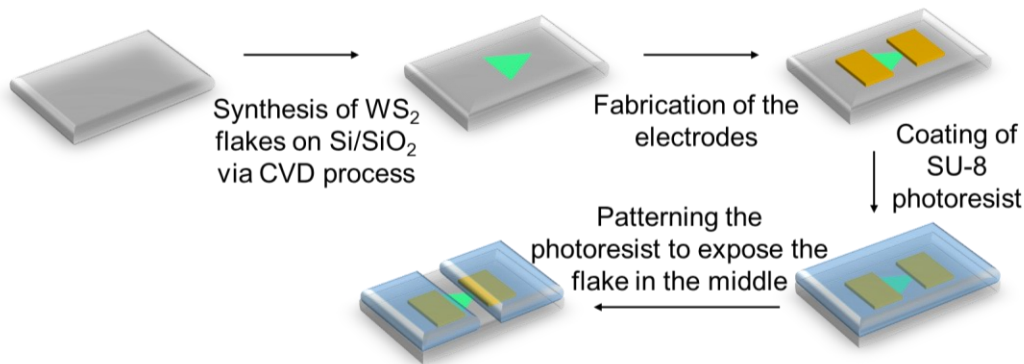 Synthesis of WS₂
flakes on Si/SiO₂
via CVD process
Fabrication of the
electrodes
Coating of
SU-8
photoresist
Patterning the
photoresist to expose the
flake in the middle